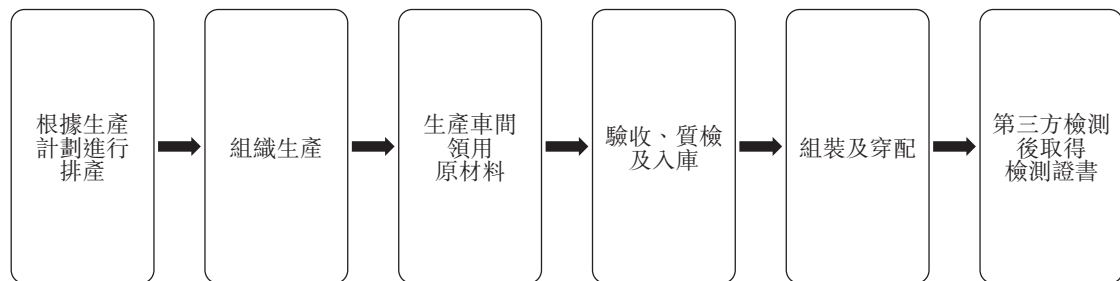 根據生產
計劃進行
排產
組織生產
生產車間
領用
原材料
驗收、質檢
及入庫
組裝及穿配
第三方檢測
後取得
檢測證書